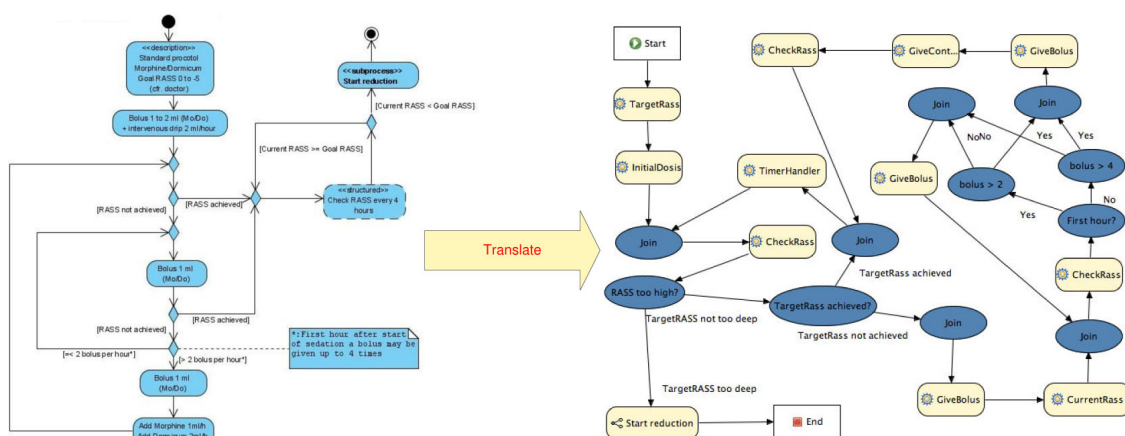 <<description>>
Standard procotol
Morphine/Dormicum
Goal RASS 0 to -5
(cfr. doctor)
Bolus 1 to 2 ml (Mo/Do)
+ intervenous drip 2 ml/hour
<<subprocess>>
Start reduction
[Current RASS < Goal RASS]
[Current RASS >= Goal RASS]
<<structured>>
Check RASS every 4
hours
[RASS not achieved]
[RASS achieved]
Bolus 1 ml
(Mo/Do)
[RASS not achieved]
[RASS achieved]
[=< 2 bolus per hour*]
[> 2 bolus per hour*]
*:First hour after start
of sedation a bolus may be
given up to 4 times
Bolus 1 ml
(Mo/Do)
Add Morphine 1ml/h
Translate
Start
TargetRass
InitialDosis
Join
TimerHandler
CheckRass
RASS too high?
TargetRASS not too deep
TargetRASS too deep
Start reduction
End
CheckRass
GiveCont...
GiveBolus
Join
TargetRass achieved
TargetRass achieved?
TargetRass not achieved
Join
GiveBolus
CurrentRass
Join
CheckRass
First hour?
Yes
No
bolus > 2
bolus > 4
No
No
Yes
Yes
Join
Join
GiveBolus